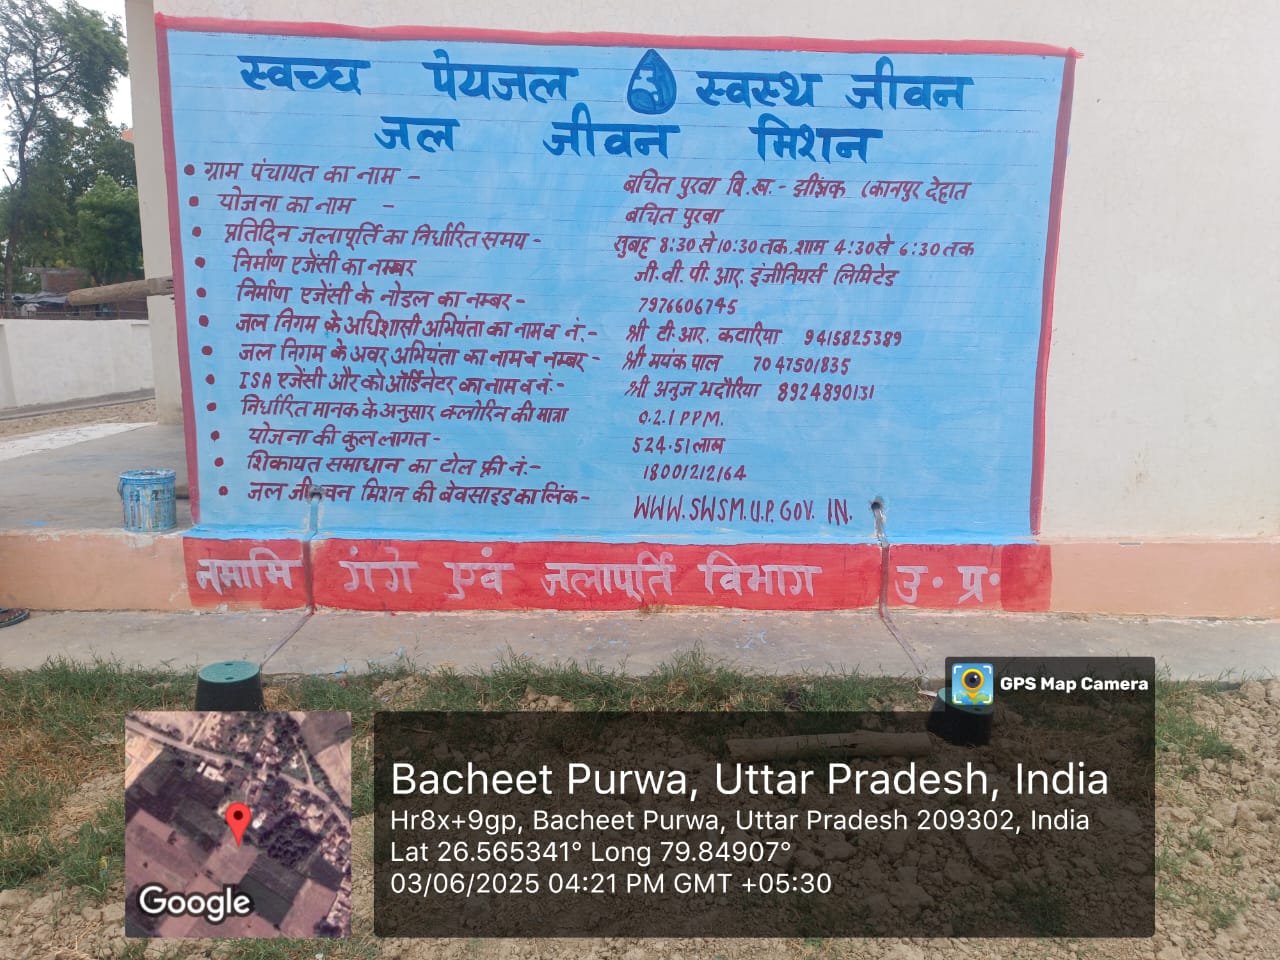 स्वच्छ पेयजल स्वस्थ जीवन
जल जीवन मिशन
• ग्राम पंचायत का नाम - बचित पुरवा वि.ख.- झींझक (कानपुर देहात
• योजना का नाम - बचित पुरवा
• प्रतिदिन जलापूर्ति का निर्धारित समय - सुबह 8:30 से 10:30 तक. शाम 4:30 से 6:30 तक
• निर्माण एजेंसी का नम्बर जी. वी. पी. आर. इंजीनियर्स लिमिटेड
• निर्माण एजेंसी के नोडल का नम्बर - 7976606745
• जल निगम के अधिशासी अभियंता का नाम व नं.- श्री टी.आर. कटारिया 9415825389
• जल निगम के अवर अभियंता का नाम व नम्बर - श्री मयंक पाल 7047501835
• ISA एजेंसी और को ऑर्डिनेटर का नाम व नं.- श्री अनुज भदौरिया 8924890131
• निर्धारित मानक के अनुसार क्लोरिन की मात्रा 0.2.1 PPM.
• योजना की कुल लागत - 524.51 लाख
• शिकायत समाधान का टोल फ्री नं.- 18001212164
• जल जीवन मिशन की बेवसाइड का लिंक - WWW.SWSM.U.P.GOV. IN.
नमामि गंगे एवं जलापूर्ति विभाग उ. प्र.
GPS Map Camera
Bacheet Purwa, Uttar Pradesh, India
Hr8x+9gp, Bacheet Purwa, Uttar Pradesh 209302, India
Lat 26.565341° Long 79.84907°
03/06/2025 04:21 PM GMT +05:30
Google